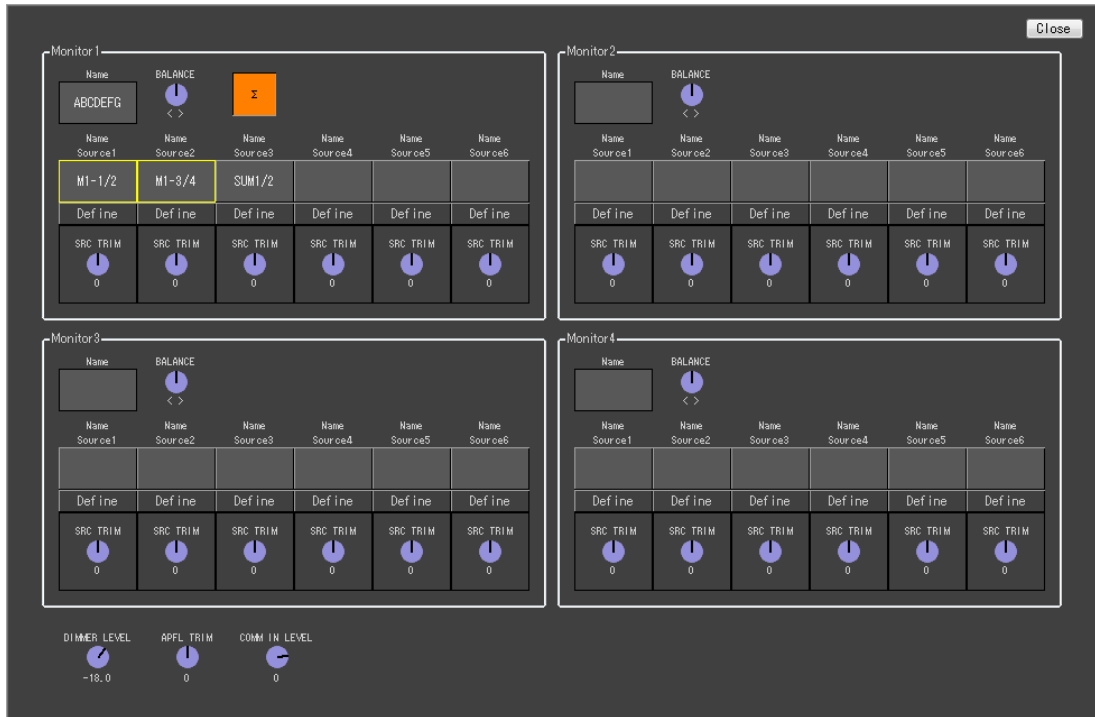 Close
Monitor1
Name BALANCE
ABCDEFG Σ
< >
Name Name Name Name Name Name
Source1 Source2 Source3 Source4 Source5 Source6
M1-1/2 M1-3/4 SUM1/2
Define Define Define Define Define Define
SRC TRIM SRC TRIM SRC TRIM SRC TRIM SRC TRIM SRC TRIM
0 0 0 0 0 0
Monitor2
Name BALANCE
< >
Name Name Name Name Name Name
Source1 Source2 Source3 Source4 Source5 Source6
Define Define Define Define Define Define
SRC TRIM SRC TRIM SRC TRIM SRC TRIM SRC TRIM SRC TRIM
0 0 0 0 0 0
Monitor3
Name BALANCE
< >
Name Name Name Name Name Name
Source1 Source2 Source3 Source4 Source5 Source6
Define Define Define Define Define Define
SRC TRIM SRC TRIM SRC TRIM SRC TRIM SRC TRIM SRC TRIM
0 0 0 0 0 0
Monitor4
Name BALANCE
< >
Name Name Name Name Name Name
Source1 Source2 Source3 Source4 Source5 Source6
Define Define Define Define Define Define
SRC TRIM SRC TRIM SRC TRIM SRC TRIM SRC TRIM SRC TRIM
0 0 0 0 0 0
DIMMER LEVEL APFL TRIM COMM IN LEVEL
-18.0 0 0